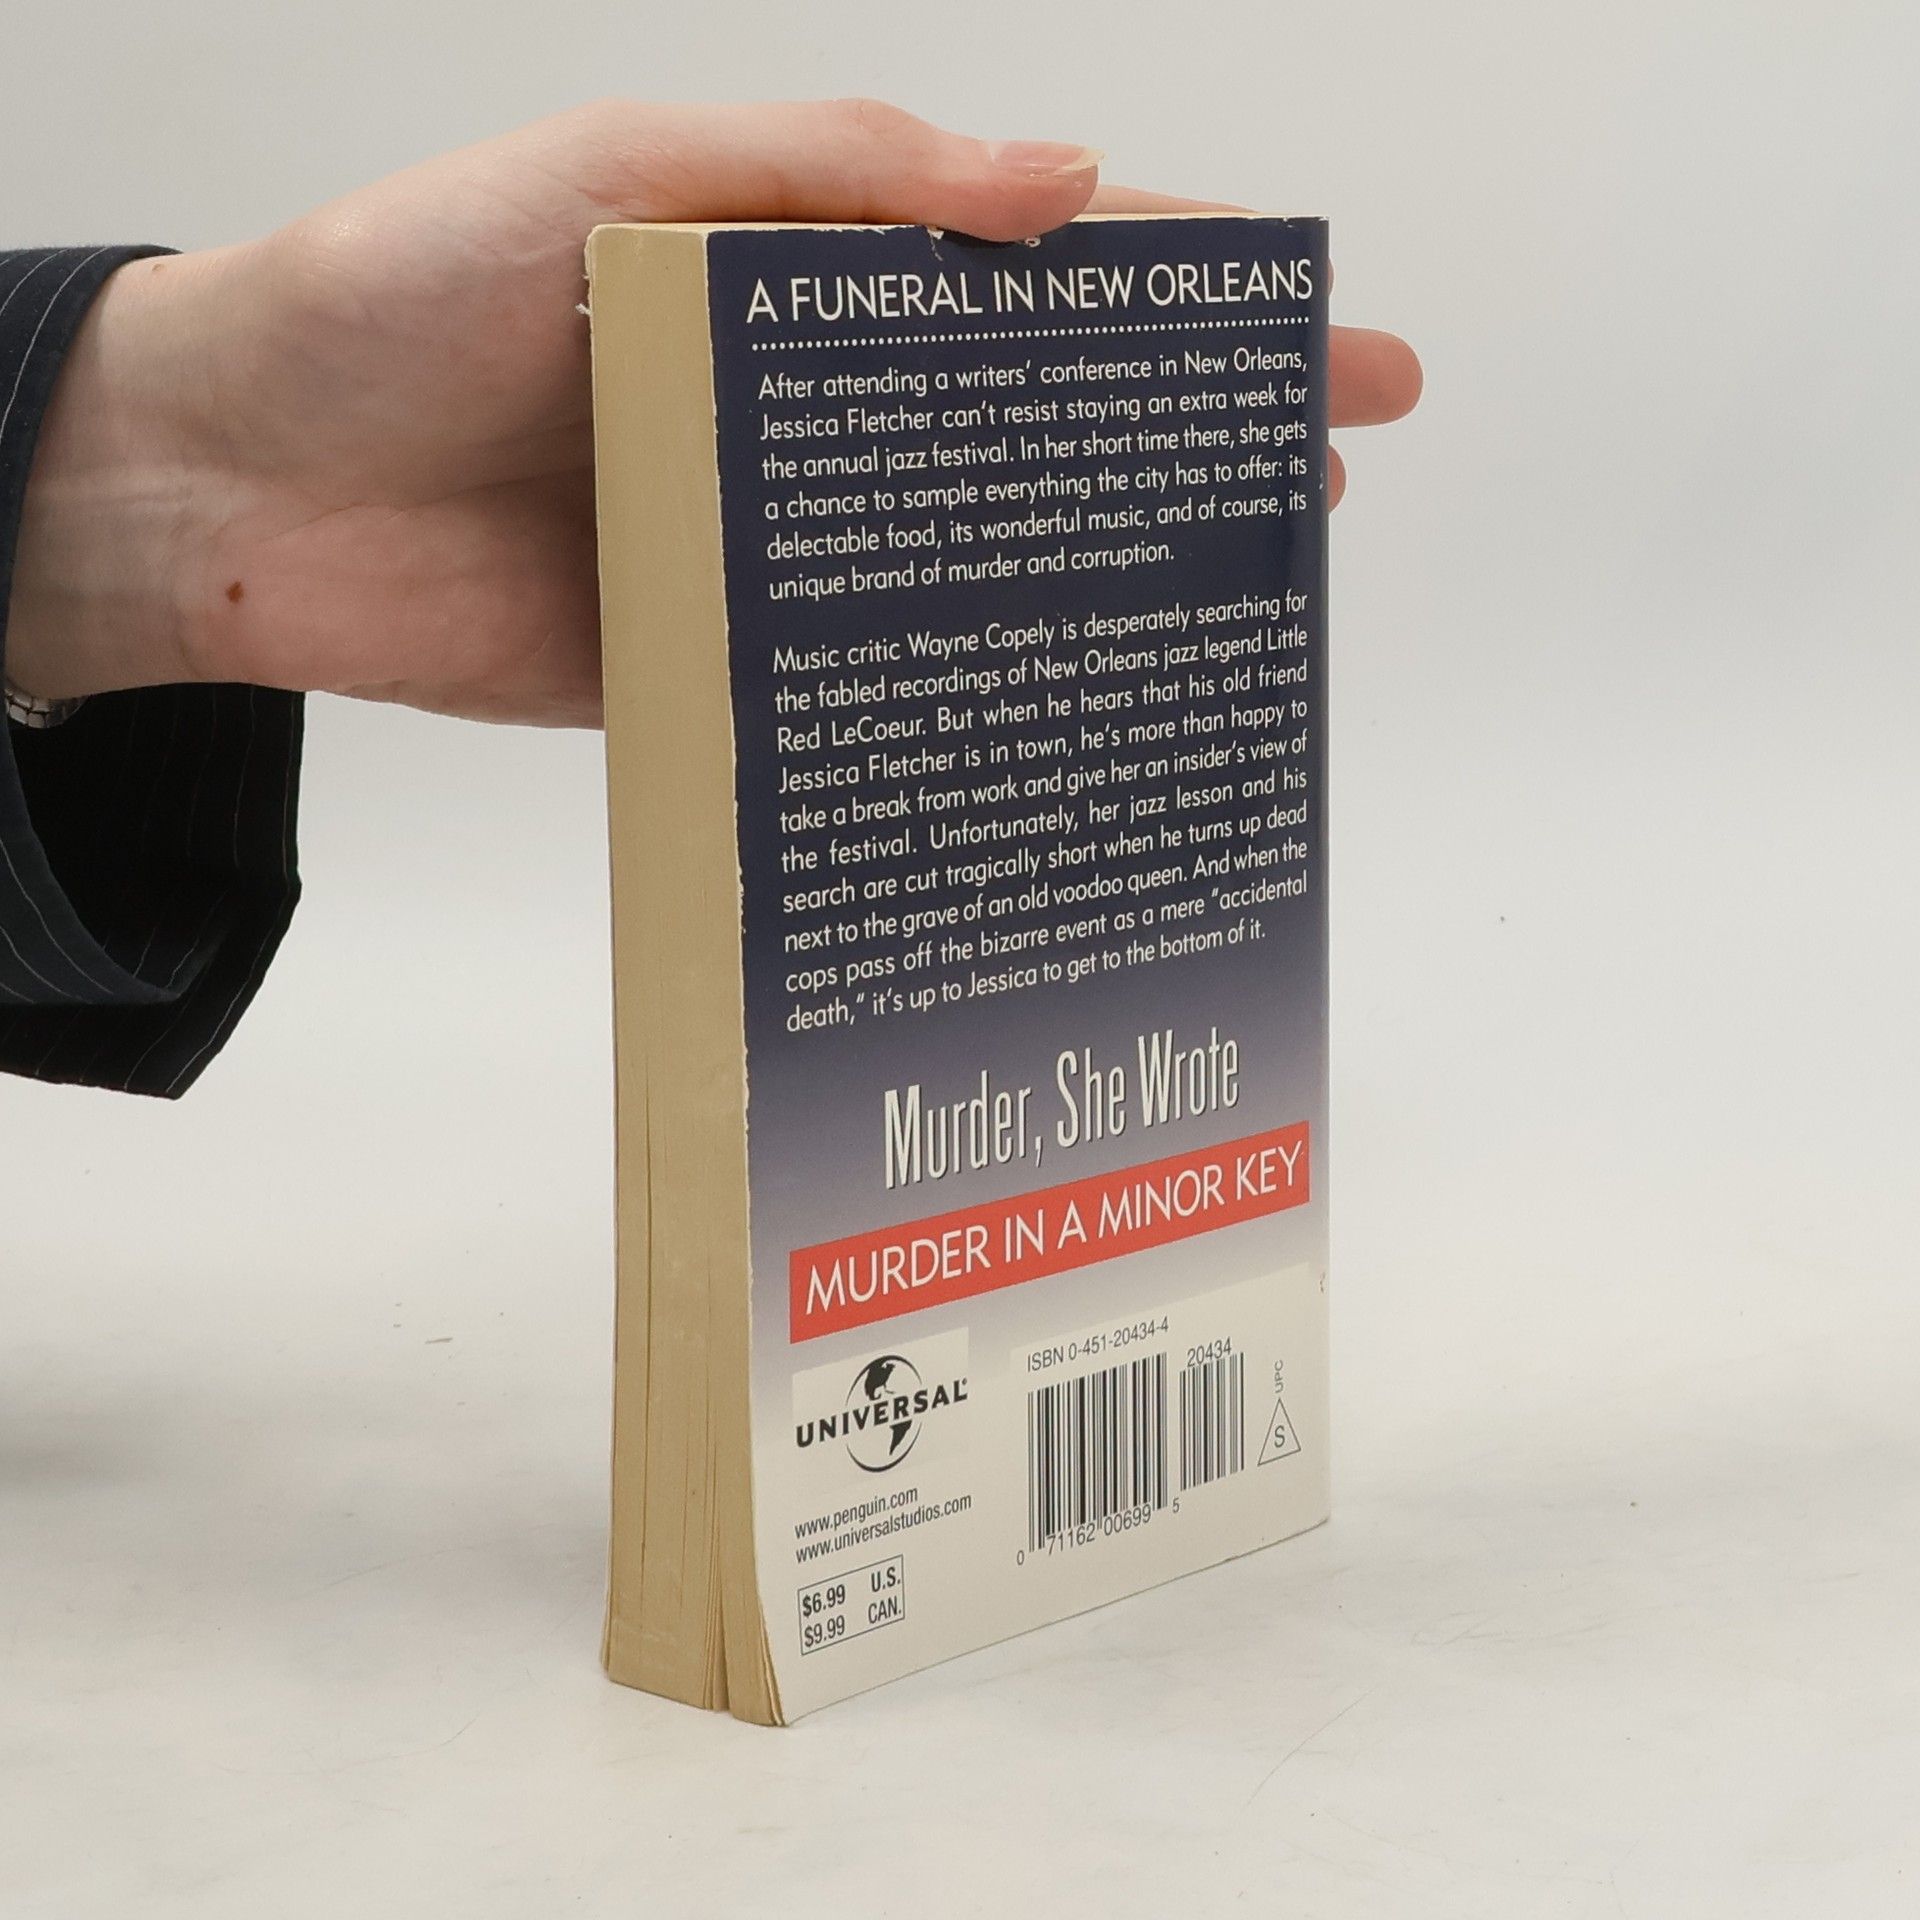 A FUNERAL IN NEW ORLEANS
After attending a writers' conference in New Orleans,
Jessica Fletcher can't resist staying an extra week for
the annual jazz festival. In her short time there, she gets
a chance to sample everything the city has to offer: its
delectable food, its wonderful music, and of course, its
unique brand of murder and corruption.
Music critic Wayne Copely is desperately searching for
the fabled recordings of New Orleans jazz legend Little
Red LeCoeur. But when he hears that his old friend
Jessica Fletcher is in town, he's more than happy to
take a break from work and give her an insider's view of
the festival. Unfortunately, her jazz lesson and his
search are cut tragically short when he turns up dead
next to the grave of an old voodoo queen. And when the
cops pass off the bizarre event as a mere "accidental
death," it's up to Jessica to get to the bottom of it.
Murder, She Wrote
MURDER IN A MINOR KEY
UNIVERSAL
www.penguin.com
www.universalstudios.com
$6.99 U.S.
$9.99 CAN.
ISBN 0-451-20434-4
20434
0 71162 00699 5
UPC
S